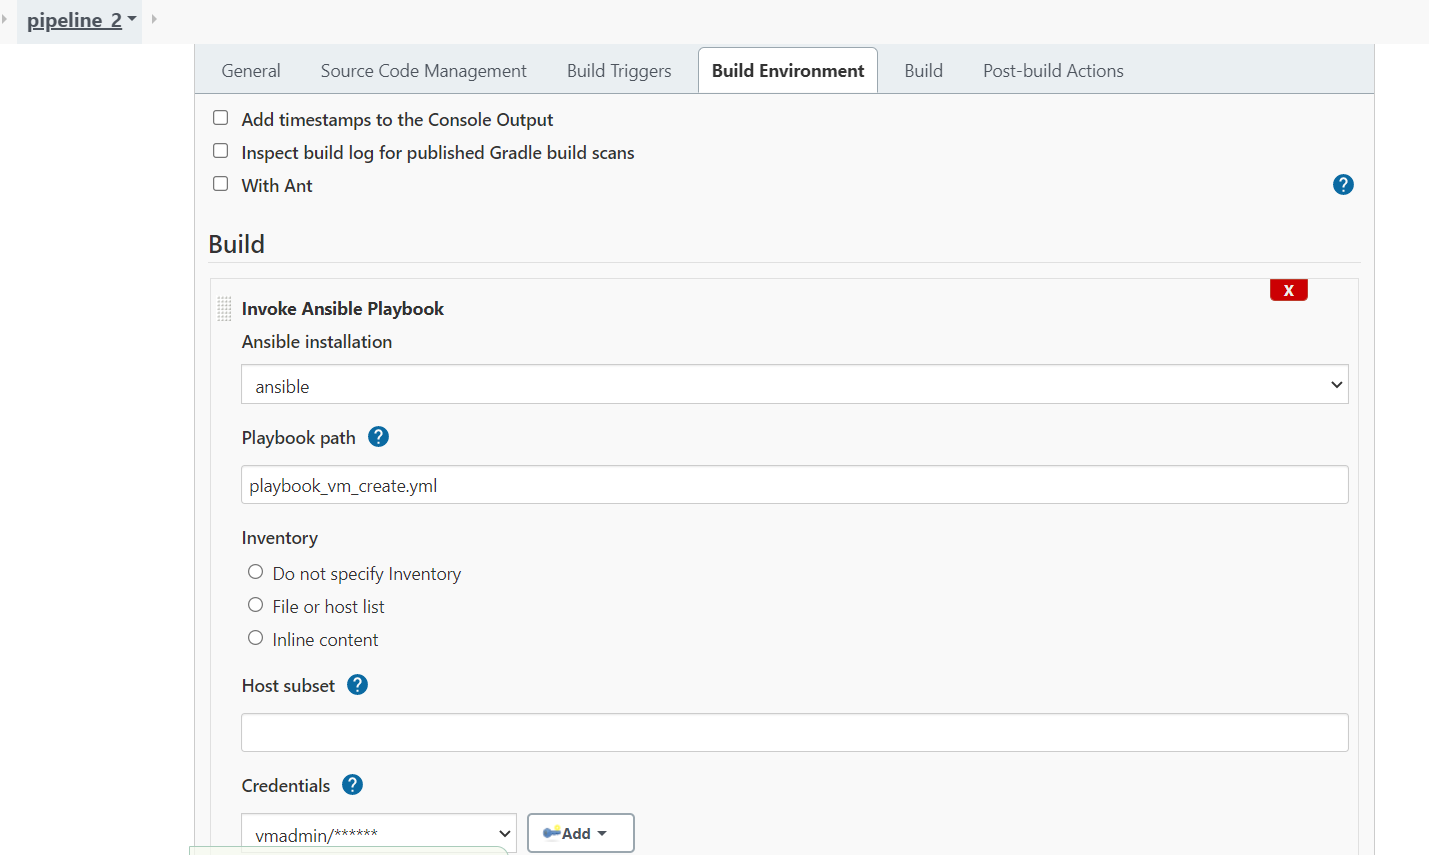 pipeline_2
General Source Code Management Build Triggers Build Environment Build Post-build Actions
Add timestamps to the Console Output
Inspect build log for published Gradle build scans
With Ant
?
Build
X
Invoke Ansible Playbook
Ansible installation
ansible
Playbook path ?
playbook_vm_create.yml
Inventory
Do not specify Inventory
File or host list
Inline content
Host subset ?
Credentials ?
vmadmin/******
Add